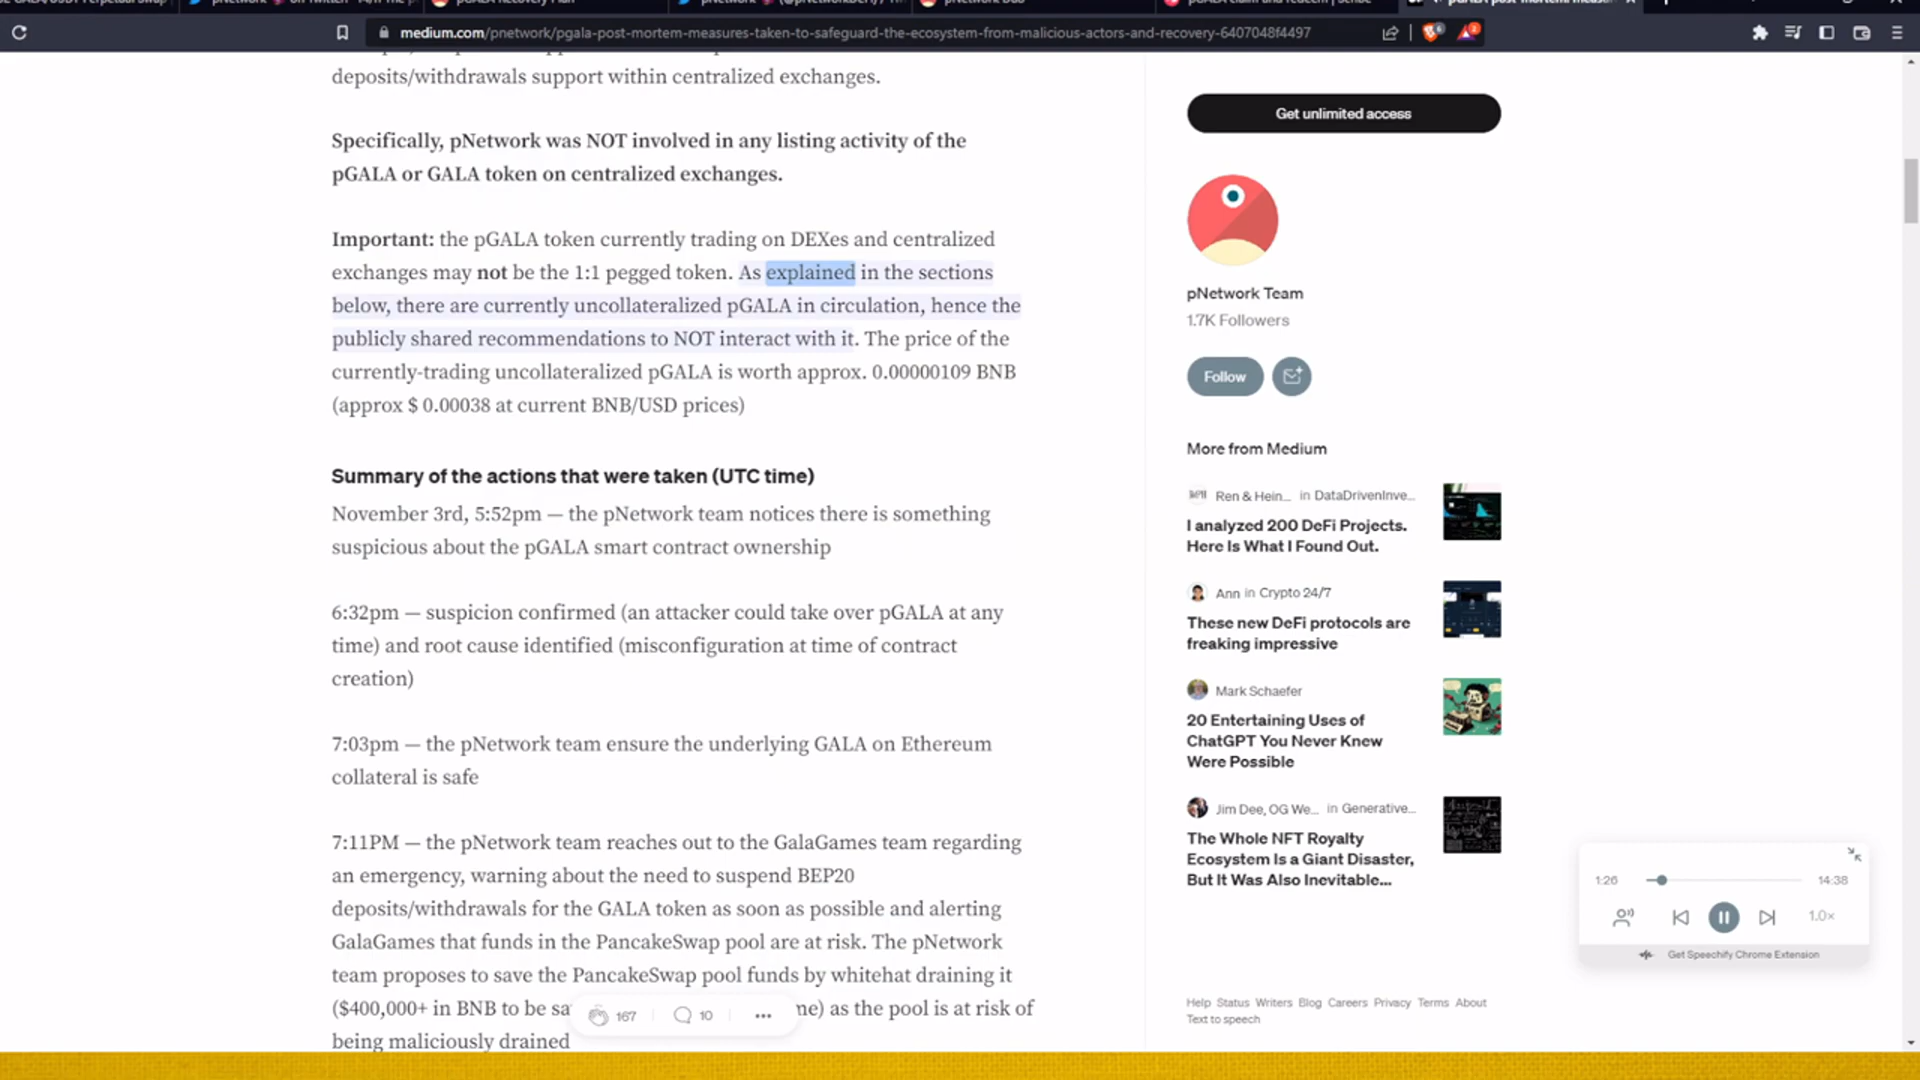 pNetwork on Twitter
pGALA Recovery Plan
medium.com/pnetwork/pgala-post-mortem-measures-taken-to-safeguard-the-ecosystem-from-malicious-actors-and-recovery-6407048f4497
deposits/withdrawals support within centralized exchanges.
Specifically, pNetwork was NOT involved in any listing activity of the
pGALA or GALA token on centralized exchanges.
Important: the pGALA token currently trading on DEXes and centralized
exchanges may not be the 1:1 pegged token. As explained in the sections
below, there are currently uncollateralized pGALA in circulation, hence the
publicly shared recommendations to NOT interact with it. The price of the
currently-trading uncollateralized pGALA is worth approx. 0.00000109 BNB
(approx $ 0.00038 at current BNB/USD prices)
Summary of the actions that were taken (UTC time)
November 3rd, 5:52pm — the pNetwork team notices there is something
suspicious about the pGALA smart contract ownership
6:32pm — suspicion confirmed (an attacker could take over pGALA at any
time) and root cause identified (misconfiguration at time of contract
creation)
7:03pm — the pNetwork team ensure the underlying GALA on Ethereum
collateral is safe
7:11PM — the pNetwork team reaches out to the GalaGames team regarding
an emergency, warning about the need to suspend BEP20
deposits/withdrawals for the GALA token as soon as possible and alerting
GalaGames that funds in the PancakeSwap pool are at risk. The pNetwork
team proposes to save the PancakeSwap pool funds by whitehat draining it
($400,000+ in BNB to be sa me) as the pool is at risk of
being maliciously drained
167
10
Get unlimited access
pNetwork Team
1.7K Followers
Follow
More from Medium
Ren & Hein... in DataDrivenInve...
I analyzed 200 DeFi Projects.
Here Is What I Found Out.
Ann in Crypto 24/7
These new DeFi protocols are
freaking impressive
Mark Schaefer
20 Entertaining Uses of
ChatGPT You Never Knew
Were Possible
Jim Dee, OG We... in Generative...
The Whole NFT Royalty
Ecosystem Is a Giant Disaster,
But It Was Also Inevitable...
Help Status Writers Blog Careers Privacy Terms About
Text to speech
1:26
14:38
1.0×
Get Speechify Chrome Extension